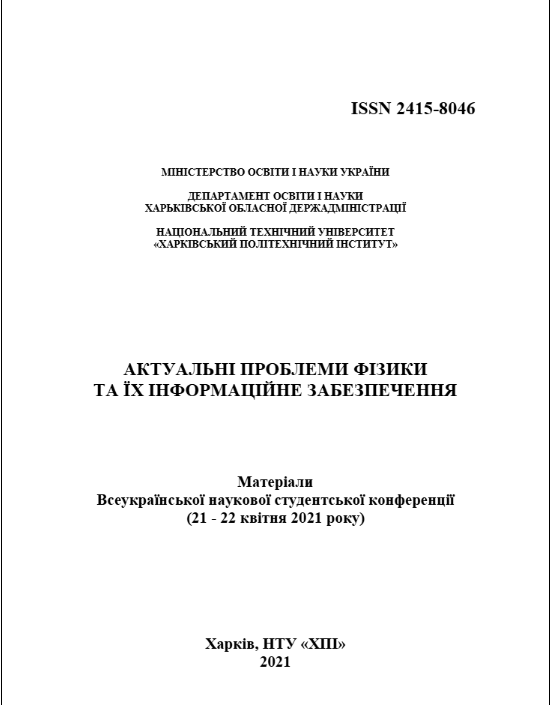 ISSN 2415-8046
МІНІСТЕРСТВО ОСВІТИ І НАУКИ УКРАЇНИ
ДЕПАРТАМЕНТ ОСВІТИ І НАУКИ
ХАРЬКІВСЬКОЇ ОБЛАСНОЇ ДЕРЖАДМІНІСТРАЦІЇ
НАЦІОНАЛЬНИЙ ТЕХНІЧНИЙ УНІВЕРСИТЕТ
«ХАРКІВСЬКИЙ ПОЛІТЕХНІЧНИЙ ІНСТИТУТ»
АКТУАЛЬНІ ПРОБЛЕМИ ФІЗИКИ
ТА ЇХ ІНФОРМАЦІЙНЕ ЗАБЕЗПЕЧЕННЯ
Матеріали
Всеукраїнської наукової студентської конференції
(21 - 22 квітня 2021 року)
Харків, НТУ «ХПІ»
2021